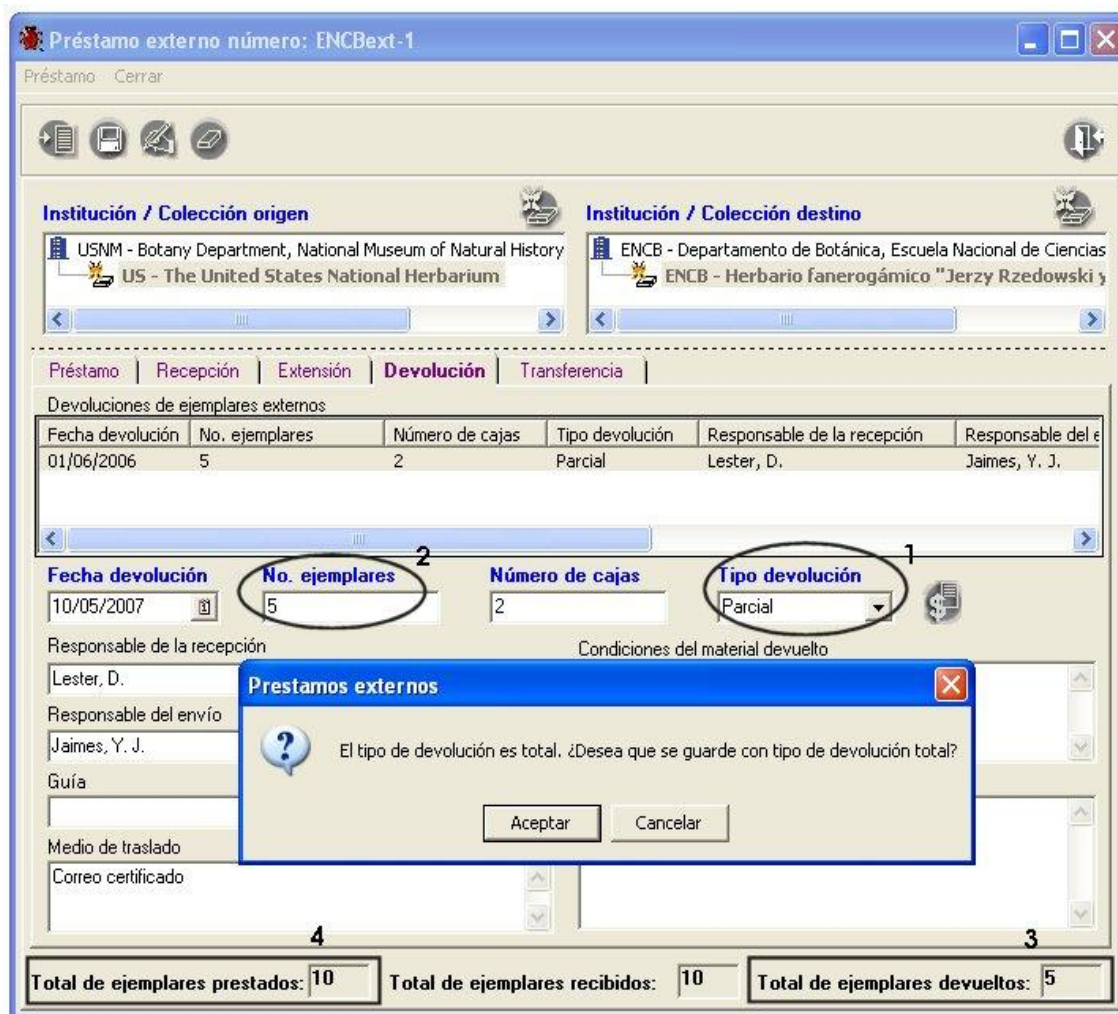 Préstamo externo número: ENCBext-1
Préstamo Cerrar
Institución / Colección origen
Institución / Colección destino
USNM - Botany Department, National Museum of Natural History
US - The United States National Herbarium
ENCB - Departamento de Botánica, Escuela Nacional de Ciencias
ENCB - Herbario fanerogámico "Jerzy Rzedowski y
Préstamo Recepción Extensión Devolución Transferencia
Devoluciones de ejemplares externos
Fecha devolución No. ejemplares Número de cajas Tipo devolución Responsable de la recepción Responsable del e
01/06/2006 5 2 Parcial Lester, D. Jaimes, Y. J.
2 1
Fecha devolución No. ejemplares Número de cajas Tipo devolución
10/05/2007 5 2 Parcial
Responsable de la recepción Condiciones del material devuelto
Lester, D.
Prestamos externos
Responsable del envío
El tipo de devolución es total. ¿Desea que se guarde con tipo de devolución total?
Jaimes, Y. J.
Guía
Aceptar Cancelar
Medio de traslado
Correo certificado
4 3
Total de ejemplares prestados: 10 Total de ejemplares recibidos: 10 Total de ejemplares devueltos: 5